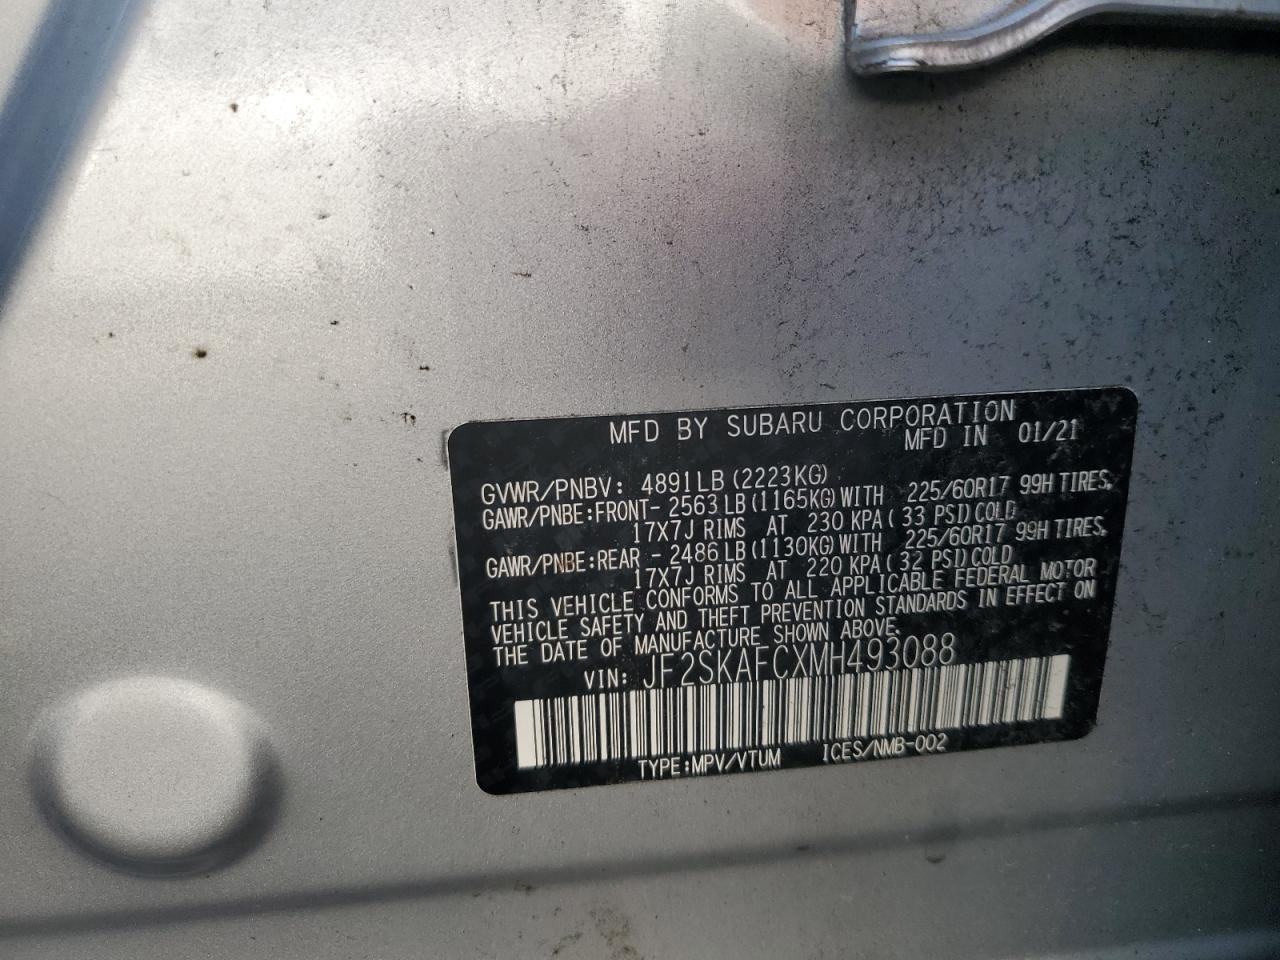 MFD BY SUBARU CORPORATION
MFD IN 01/21
GVWR/PNBV: 4891LB (2223KG)
GAWR/PNBE:FRONT- 2563 LB (1165KG) WITH 225/60R17 99H TIRES,
17X7J RIMS AT 230 KPA (33 PSI) COLD
GAWR/PNBE:REAR - 2486 LB (1130KG) WITH 225/60R17 99H TIRES,
17X7J RIMS AT 220 KPA (32 PSI) COLD
THIS VEHICLE CONFORMS TO ALL APPLICABLE FEDERAL MOTOR
VEHICLE SAFETY AND THEFT PREVENTION STANDARDS IN EFFECT ON
THE DATE OF MANUFACTURE SHOWN ABOVE.
VIN: JF2SKAFCXMH493088
TYPE:MPV/VTUM ICES/NMB-002